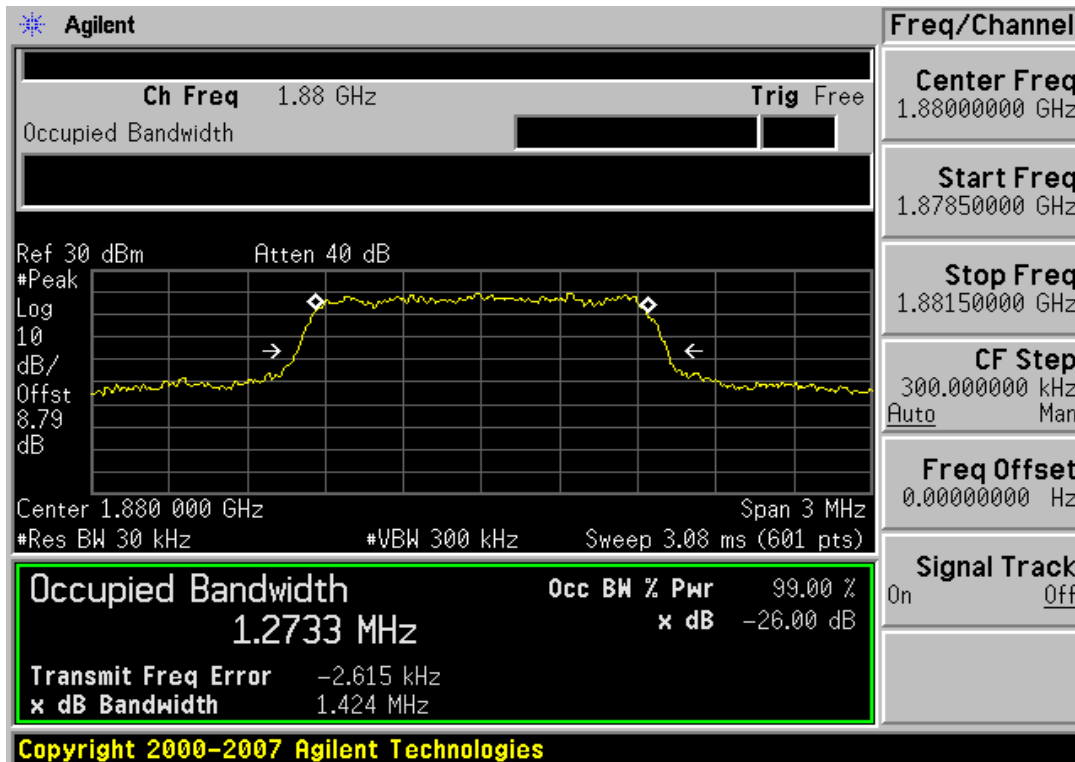 Agilent
Freq/Channel
Ch Freq 1.88 GHz Trig Free
Occupied Bandwidth
Center Freq
1.88000000 GHz
Start Freq
1.87850000 GHz
Stop Freq
1.88150000 GHz
CF Step
300.000000 kHz
Auto Man
Freq Offset
0.00000000 Hz
Signal Track
On Off
Ref 30 dBm Atten 40 dB
#Peak
Log
10
dB/
Offst
8.79
dB
Center 1.880 000 GHz Span 3 MHz
#Res BW 30 kHz #VBW 300 kHz Sweep 3.08 ms (601 pts)
Occupied Bandwidth Occ BW % Pwr 99.00 %
1.2733 MHz x dB -26.00 dB
Transmit Freq Error -2.615 kHz
x dB Bandwidth 1.424 MHz
Copyright 2000-2007 Agilent Technologies